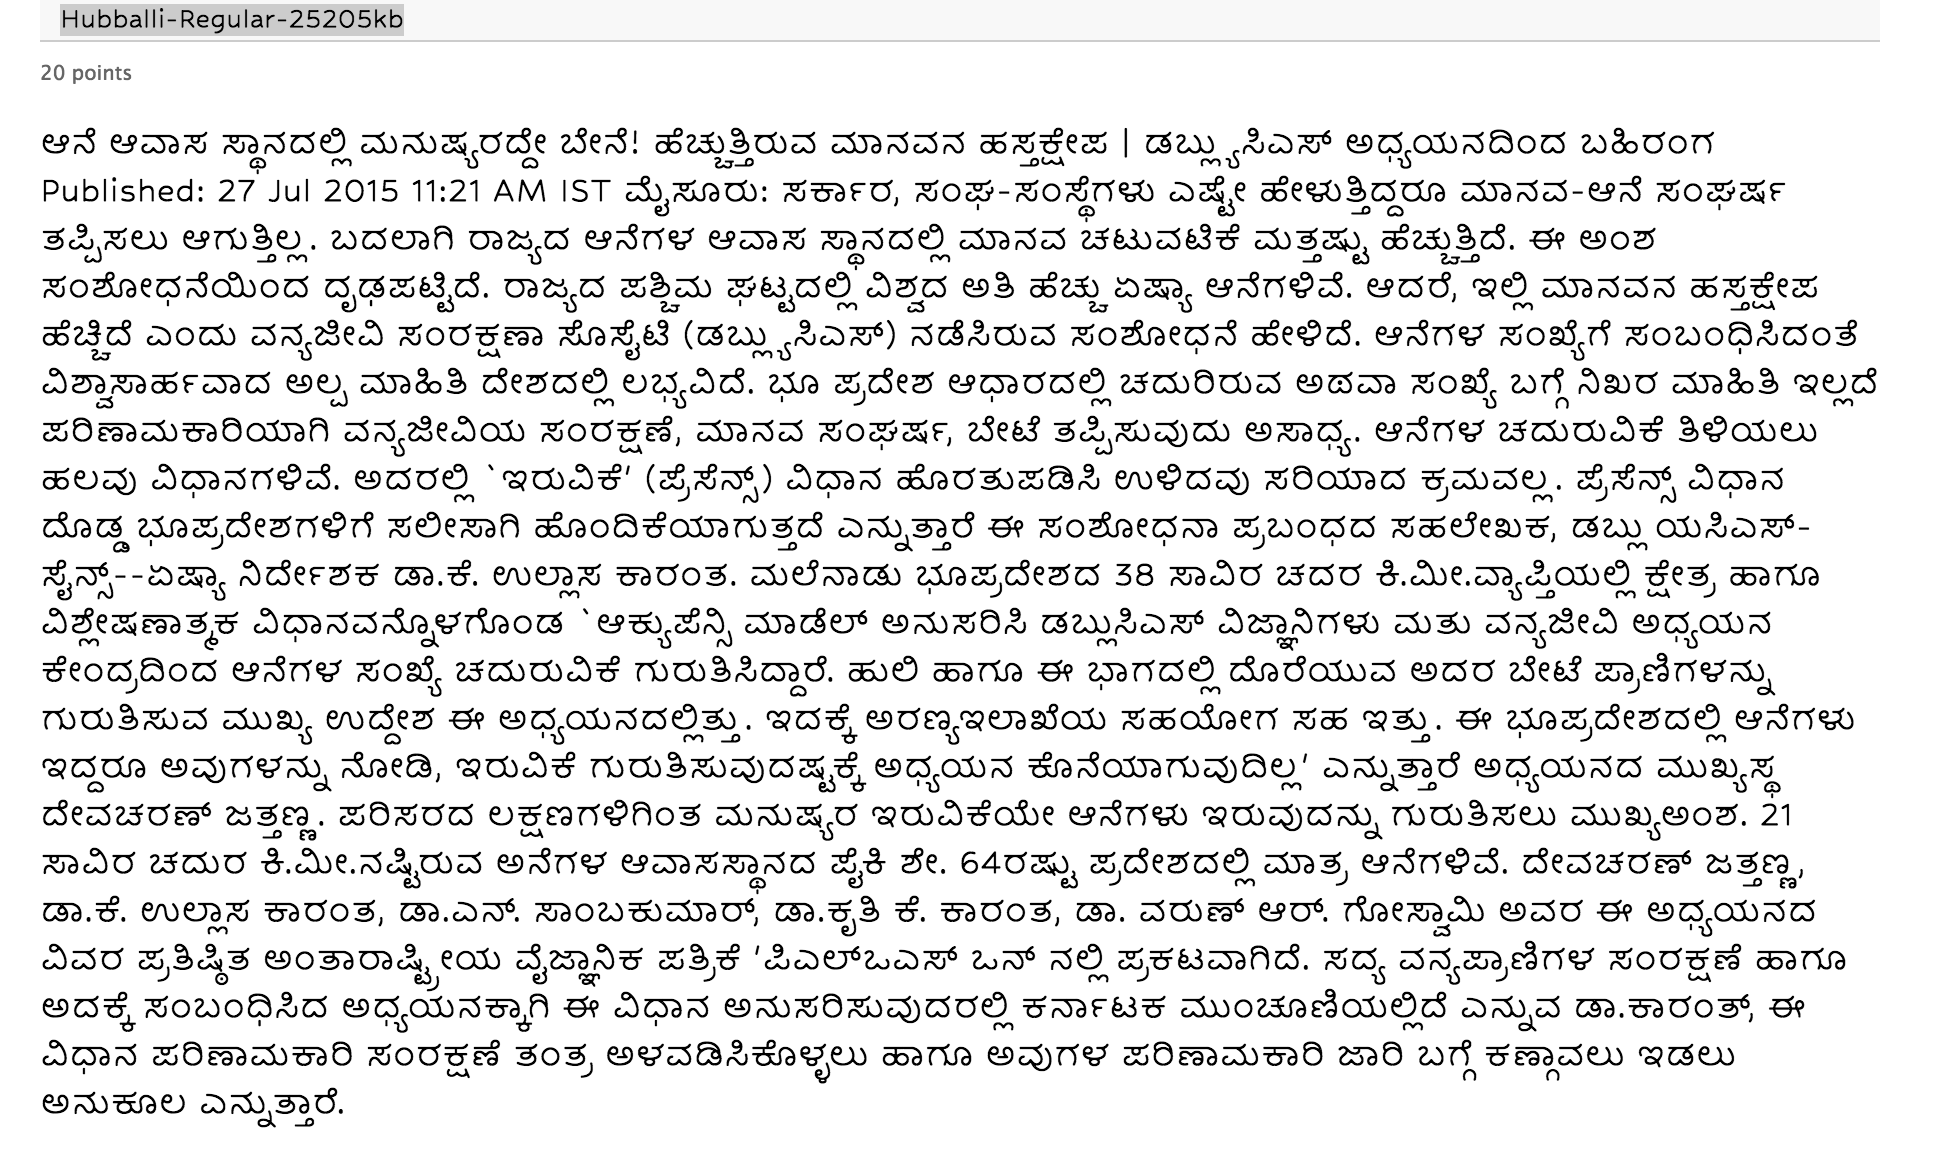 Hubballi-Regular-25205kb
20 points
ಆನೆ ಆವಾಸ ಸ್ಥಾನದಲ್ಲಿ ಮನುಷ್ಯರದ್ದೇ ಬೇನೆ! ಹೆಚ್ಚುತ್ತಿರುವ ಮಾನವನ ಹಸ್ತಕ್ಷೇಪ | ಡಬ್ಲ್ಯುಸಿಎಸ್ ಅಧ್ಯಯನದಿಂದ ಬಹಿರಂಗ
Published: 27 Jul 2015 11:21 AM IST ಮೈಸೂರು: ಸರ್ಕಾರ, ಸಂಘ-ಸಂಸ್ಥೆಗಳು ಎಷ್ಟೇ ಹೇಳುತ್ತಿದ್ದರೂ ಮಾನವ-ಆನೆ ಸಂಘರ್ಷ
ತಪ್ಪಿಸಲು ಆಗುತ್ತಿಲ್ಲ. ಬದಲಾಗಿ ರಾಜ್ಯದ ಆನೆಗಳ ಆವಾಸ ಸ್ಥಾನದಲ್ಲಿ ಮಾನವ ಚಟುವಟಿಕೆ ಮತ್ತಷ್ಟು ಹೆಚ್ಚುತ್ತಿದೆ. ಈ ಅಂಶ
ಸಂಶೋಧನೆಯಿಂದ ದೃಢಪಟ್ಟಿದೆ. ರಾಜ್ಯದ ಪಶ್ಚಿಮ ಘಟ್ಟದಲ್ಲಿ ವಿಶ್ವದ ಅತಿ ಹೆಚ್ಚು ಏಷ್ಯಾ ಆನೆಗಳಿವೆ. ಆದರೆ, ಇಲ್ಲಿ ಮಾನವನ ಹಸ್ತಕ್ಷೇಪ
ಹೆಚ್ಚಿದೆ ಎಂದು ವನ್ಯಜೀವಿ ಸಂರಕ್ಷಣಾ ಸೊಸೈಟಿ (ಡಬ್ಲ್ಯುಸಿಎಸ್) ನಡೆಸಿರುವ ಸಂಶೋಧನೆ ಹೇಳಿದೆ. ಆನೆಗಳ ಸಂಖ್ಯೆಗೆ ಸಂಬಂಧಿಸಿದಂತೆ
ವಿಶ್ವಾಸಾರ್ಹವಾದ ಅಲ್ಪ ಮಾಹಿತಿ ದೇಶದಲ್ಲಿ ಲಭ್ಯವಿದೆ. ಭೂ ಪ್ರದೇಶ ಆಧಾರದಲ್ಲಿ ಚದುರಿರುವ ಅಥವಾ ಸಂಖ್ಯೆ ಬಗ್ಗೆ ನಿಖರ ಮಾಹಿತಿ ಇಲ್ಲದೆ
ಪರಿಣಾಮಕಾರಿಯಾಗಿ ವನ್ಯಜೀವಿಯ ಸಂರಕ್ಷಣೆ, ಮಾನವ ಸಂಘರ್ಷ, ಬೇಟೆ ತಪ್ಪಿಸುವುದು ಅಸಾಧ್ಯ. ಆನೆಗಳ ಚದುರುವಿಕೆ ತಿಳಿಯಲು
ಹಲವು ವಿಧಾನಗಳಿವೆ. ಅದರಲ್ಲಿ `ಇರುವಿಕೆ' (ಪ್ರೆಸೆನ್ಸ್) ವಿಧಾನ ಹೊರತುಪಡಿಸಿ ಉಳಿದವು ಸರಿಯಾದ ಕ್ರಮವಲ್ಲ. ಪ್ರೆಸೆನ್ಸ್ ವಿಧಾನ
ದೊಡ್ಡ ಭೂಪ್ರದೇಶಗಳಿಗೆ ಸಲೀಸಾಗಿ ಹೊಂದಿಕೆಯಾಗುತ್ತದೆ ಎನ್ನುತ್ತಾರೆ ಈ ಸಂಶೋಧನಾ ಪ್ರಬಂಧದ ಸಹಲೇಖಕ, ಡಬ್ಲು ಯಸಿಎಸ್-
ಸೈನ್ಸ್--ಏಷ್ಯಾ ನಿರ್ದೇಶಕ ಡಾ.ಕೆ. ಉಲ್ಲಾಸ ಕಾರಂತ. ಮಲೆನಾಡು ಭೂಪ್ರದೇಶದ 38 ಸಾವಿರ ಚದರ ಕಿ.ಮೀ.ವ್ಯಾಪ್ತಿಯಲ್ಲಿ ಕ್ಷೇತ್ರ ಹಾಗೂ
ವಿಶ್ಲೇಷಣಾತ್ಮಕ ವಿಧಾನವನ್ನೊಳಗೊಂಡ `ಆಕ್ಯುಪೆನ್ಸಿ ಮಾಡೆಲ್ ಅನುಸರಿಸಿ ಡಬ್ಲುಸಿಎಸ್ ವಿಜ್ಞಾನಿಗಳು ಮತು ವನ್ಯಜೀವಿ ಅಧ್ಯಯನ
ಕೇಂದ್ರದಿಂದ ಆನೆಗಳ ಸಂಖ್ಯೆ ಚದುರುವಿಕೆ ಗುರುತಿಸಿದ್ದಾರೆ. ಹುಲಿ ಹಾಗೂ ಈ ಭಾಗದಲ್ಲಿ ದೊರೆಯುವ ಅದರ ಬೇಟೆ ಪ್ರಾಣಿಗಳನ್ನು
ಗುರುತಿಸುವ ಮುಖ್ಯ ಉದ್ದೇಶ ಈ ಅಧ್ಯಯನದಲ್ಲಿತ್ತು. ಇದಕ್ಕೆ ಅರಣ್ಯಇಲಾಖೆಯ ಸಹಯೋಗ ಸಹ ಇತ್ತು. ಈ ಭೂಪ್ರದೇಶದಲ್ಲಿ ಆನೆಗಳು
ಇದ್ದರೂ ಅವುಗಳನ್ನು ನೋಡಿ, ಇರುವಿಕೆ ಗುರುತಿಸುವುದಷ್ಟಕ್ಕೆ ಅಧ್ಯಯನ ಕೊನೆಯಾಗುವುದಿಲ್ಲ' ಎನ್ನುತ್ತಾರೆ ಅಧ್ಯಯನದ ಮುಖ್ಯಸ್ಥ
ದೇವಚರಣ್ ಜತ್ತಣ್ಣ. ಪರಿಸರದ ಲಕ್ಷಣಗಳಿಗಿಂತ ಮನುಷ್ಯರ ಇರುವಿಕೆಯೇ ಆನೆಗಳು ಇರುವುದನ್ನು ಗುರುತಿಸಲು ಮುಖ್ಯಅಂಶ. 21
ಸಾವಿರ ಚದುರ ಕಿ.ಮೀ.ನಷ್ಟಿರುವ ಅನೆಗಳ ಆವಾಸಸ್ಥಾನದ ಪೈಕಿ ಶೇ. 64ರಷ್ಟು ಪ್ರದೇಶದಲ್ಲಿ ಮಾತ್ರ ಆನೆಗಳಿವೆ. ದೇವಚರಣ್ ಜತ್ತಣ್ಣ,
ಡಾ.ಕೆ. ಉಲ್ಲಾಸ ಕಾರಂತ, ಡಾ.ಎನ್. ಸಾಂಬಕುಮಾರ್, ಡಾ.ಕೃತಿ ಕೆ. ಕಾರಂತ, ಡಾ. ವರುಣ್ ಆರ್. ಗೋಸ್ವಾಮಿ ಅವರ ಈ ಅಧ್ಯಯನದ
ವಿವರ ಪ್ರತಿಷ್ಠಿತ ಅಂತಾರಾಷ್ಟ್ರೀಯ ವೈಜ್ಞಾನಿಕ ಪತ್ರಿಕೆ 'ಪಿಎಲ್ಒಎಸ್ ಒನ್ ನಲ್ಲಿ ಪ್ರಕಟವಾಗಿದೆ. ಸದ್ಯ ವನ್ಯಪ್ರಾಣಿಗಳ ಸಂರಕ್ಷಣೆ ಹಾಗೂ
ಅದಕ್ಕೆ ಸಂಬಂಧಿಸಿದ ಅಧ್ಯಯನಕ್ಕಾಗಿ ಈ ವಿಧಾನ ಅನುಸರಿಸುವುದರಲ್ಲಿ ಕರ್ನಾಟಕ ಮುಂಚೂಣಿಯಲ್ಲಿದೆ ಎನ್ನುವ ಡಾ.ಕಾರಂತ್, ಈ
ವಿಧಾನ ಪರಿಣಾಮಕಾರಿ ಸಂರಕ್ಷಣೆ ತಂತ್ರ ಅಳವಡಿಸಿಕೊಳ್ಳಲು ಹಾಗೂ ಅವುಗಳ ಪರಿಣಾಮಕಾರಿ ಜಾರಿ ಬಗ್ಗೆ ಕಣ್ಗಾವಲು ಇಡಲು
ಅನುಕೂಲ ಎನ್ನುತ್ತಾರೆ.